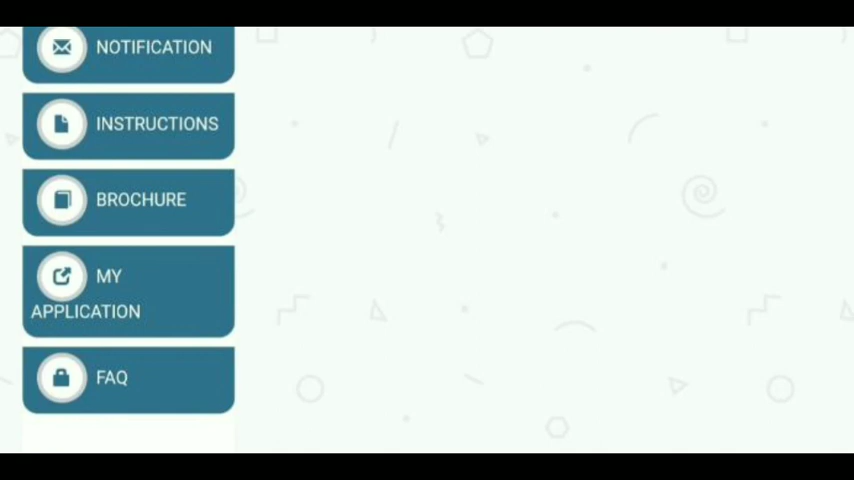 NOTIFICATION
INSTRUCTIONS
BROCHURE
MY
APPLICATION
FAQ